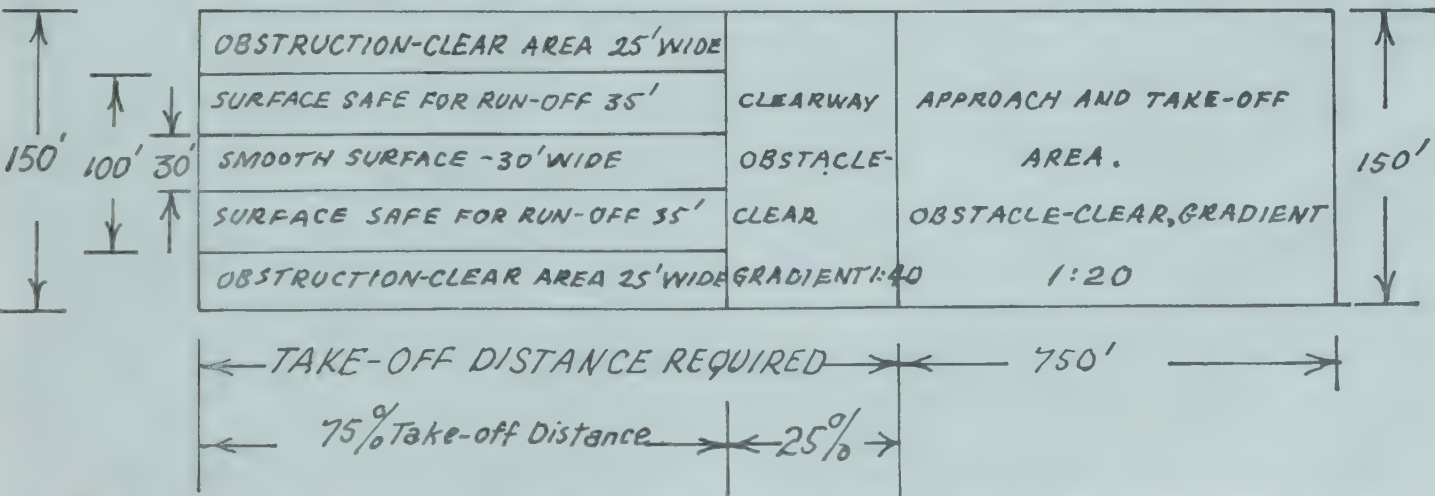 OBSTRUCTION-CLEAR AREA 25' WIDE
SURFACE SAFE FOR RUN-OFF 35'
SMOOTH SURFACE -30' WIDE
SURFACE SAFE FOR RUN-OFF 35'
OBSTRUCTION-CLEAR AREA 25' WIDE
CLEARWAY
OBSTACLE-
CLEAR
GRADIENT 1:40
APPROACH AND TAKE-OFF
AREA.
OBSTACLE-CLEAR, GRADIENT
1:20
150'
100'
30'
150'
TAKE-OFF DISTANCE REQUIRED
750'
75% Take-off Distance
25%